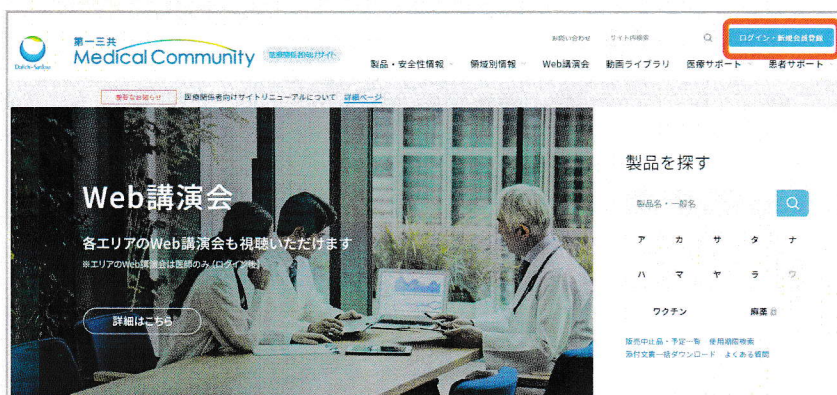 Daiichi-Sankyo
第一三共
Medical Community
医療関係者向けサイト
お問い合わせ
サイト内検索
ログイン・新規会員登録
製品・安全性情報
領域別情報
Web講演会
動画ライブラリ
医療サポート
患者サポート
重要なお知らせ
医療関係者向けサイトリニューアルについて 詳細ページ
Web講演会
各エリアのWeb講演会も視聴いただけます
※エリアのWeb講演会は医師のみ(ログイン後)
詳細はこちら
製品を探す
製品名・一般名
ア カ サ タ ナ
ハ マ ヤ ラ ワ
ワクチン 麻薬
販売中止品・予定一覧 使用期限検索
添付文書一括ダウンロード よくある質問